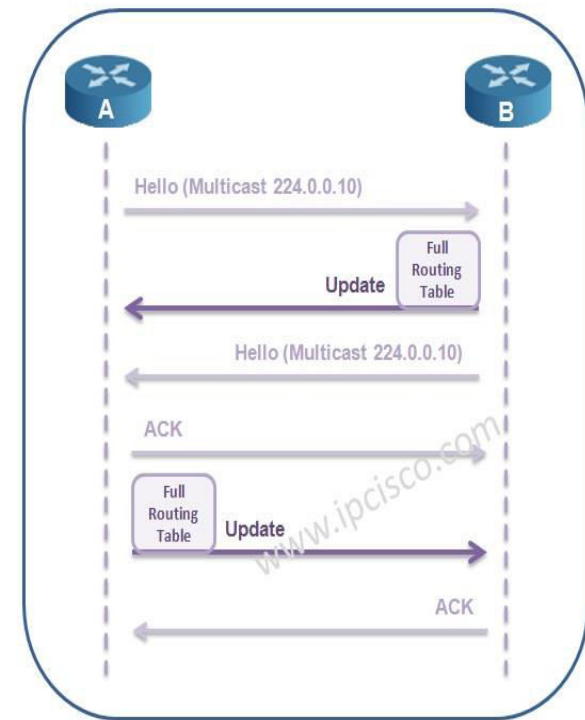 A
B
Hello (Multicast 224.0.0.10)
Full
Routing
Table
Update
Hello (Multicast 224.0.0.10)
ACK
Full
Routing
Table
Update
www.ipcisco.com
ACK